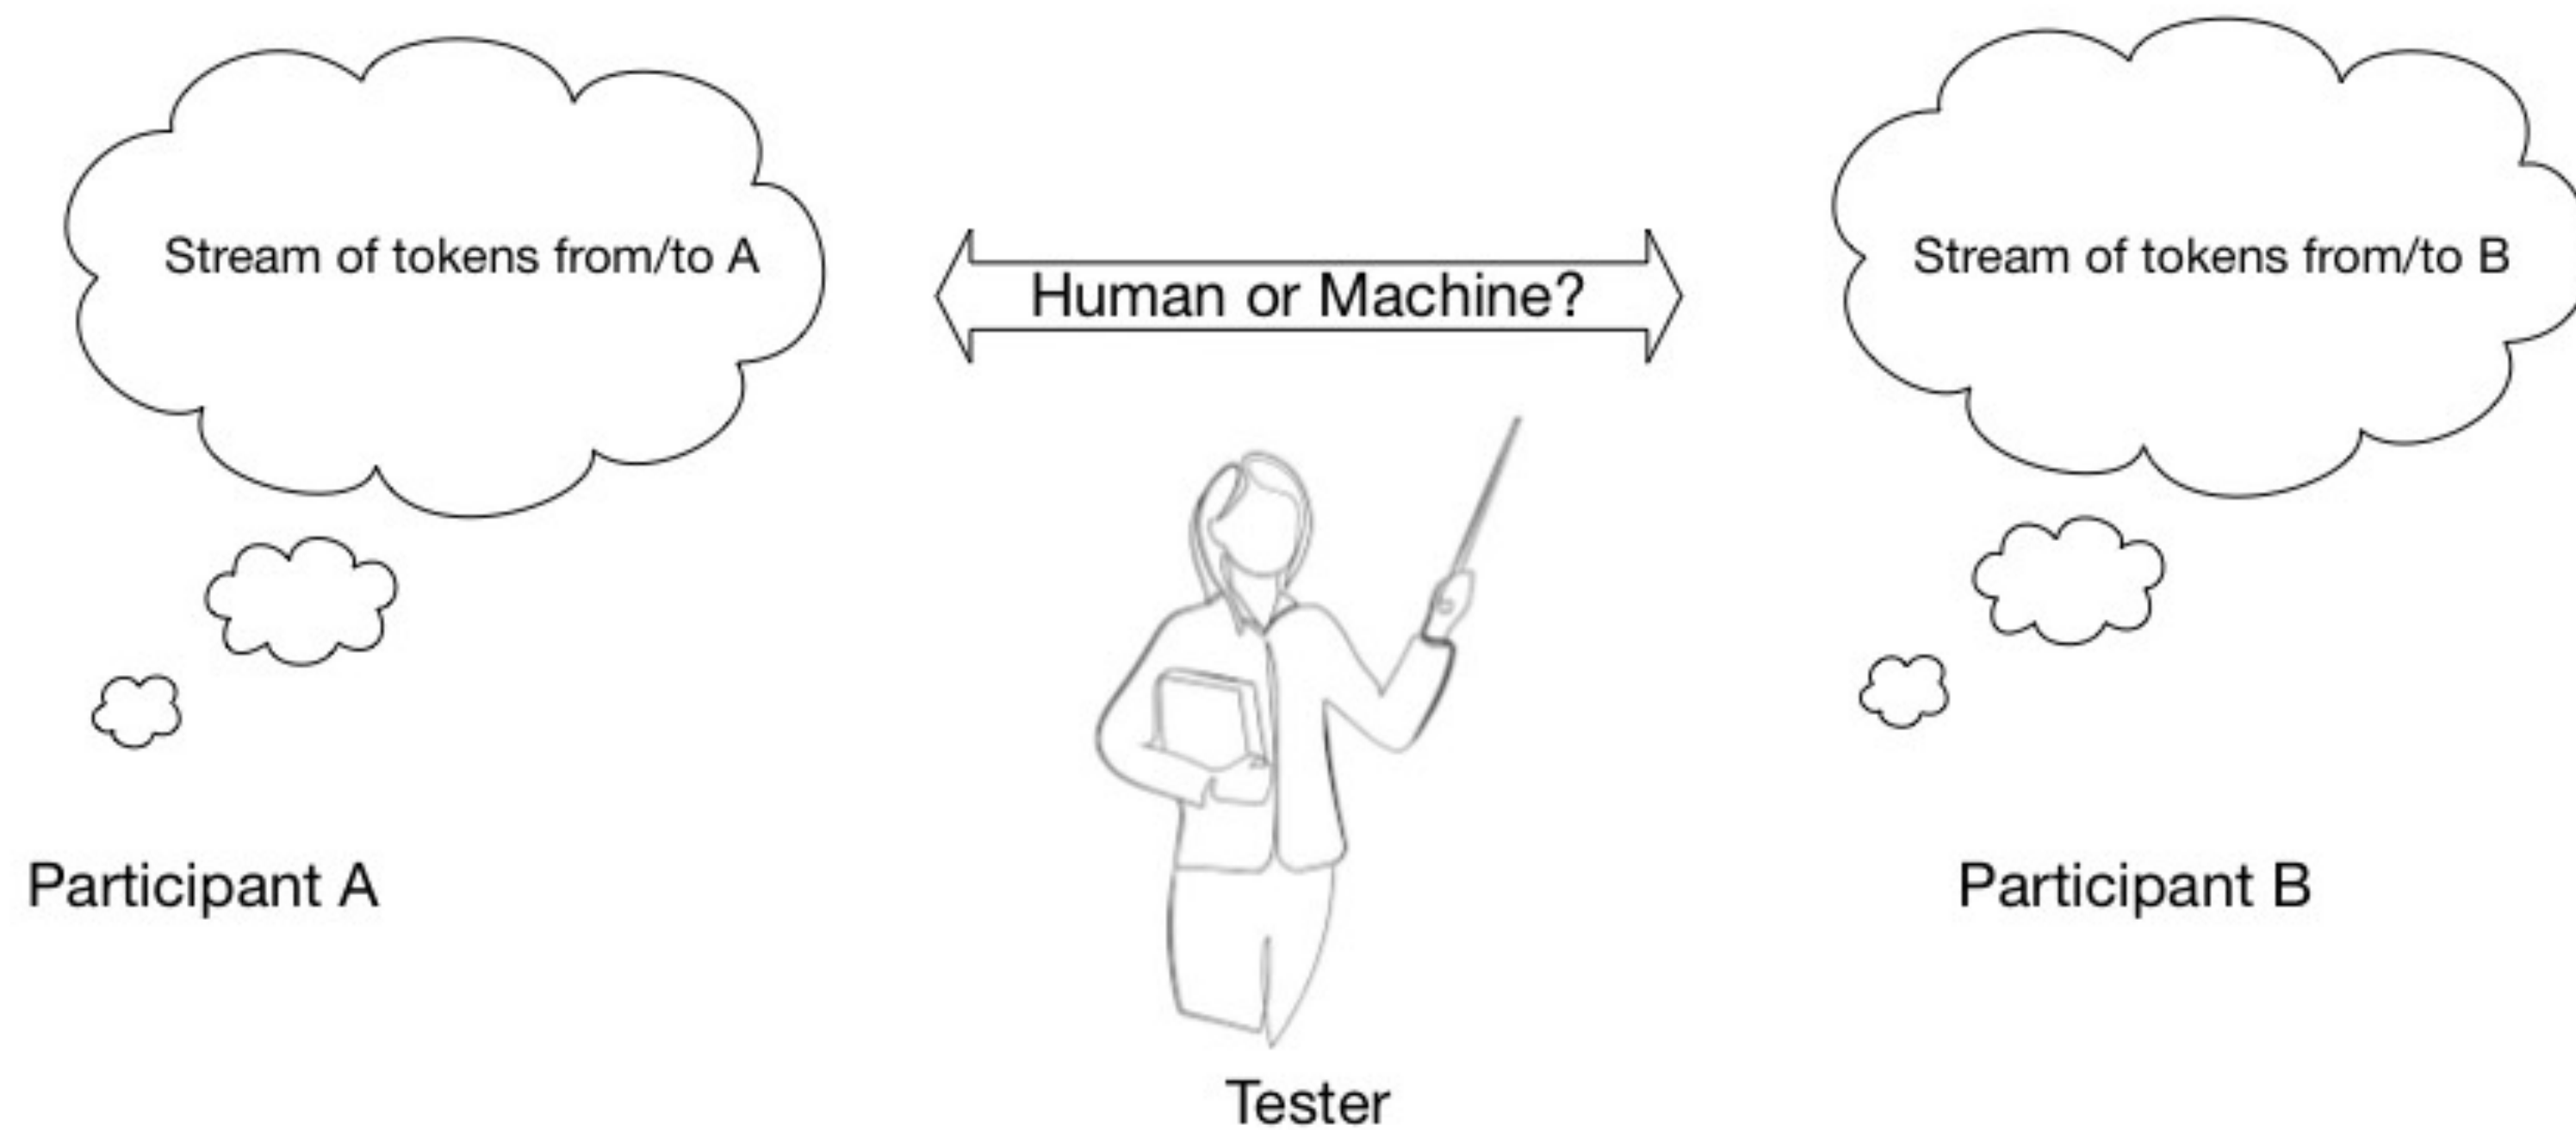 Stream of tokens from/to A
Human or Machine?
Stream of tokens from/to B
Participant A
Participant B
Tester